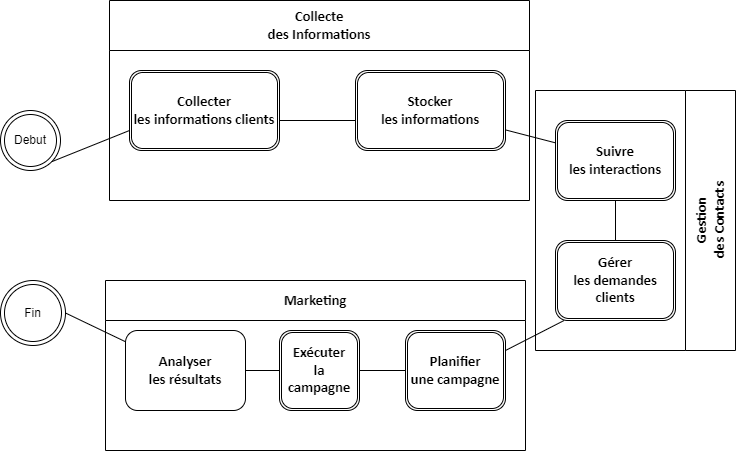 Collecte
des Informations
Collecter
les informations clients
Stocker
les informations
Debut
Suivre
les interactions
Gestion
des Contacts
Gérer
les demandes
clients
Marketing
Fin
Analyser
les résultats
Exécuter
la
campagne
Planifier
une campagne